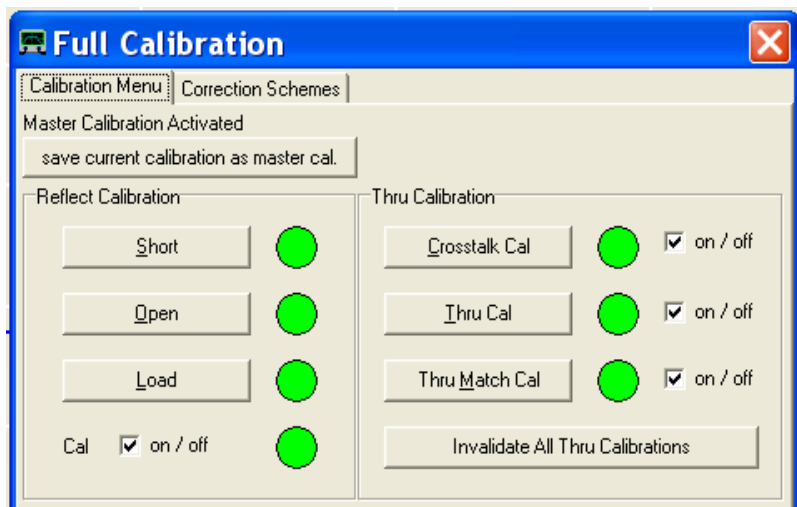 Full Calibration
Calibration Menu Correction Schemes
Master Calibration Activated
save current calibration as master cal.
Reflect Calibration
Short
Open
Load
Cal on / off
Thru Calibration
Crosstalk Cal on / off
Thru Cal on / off
Thru Match Cal on / off
Invalidate All Thru Calibrations